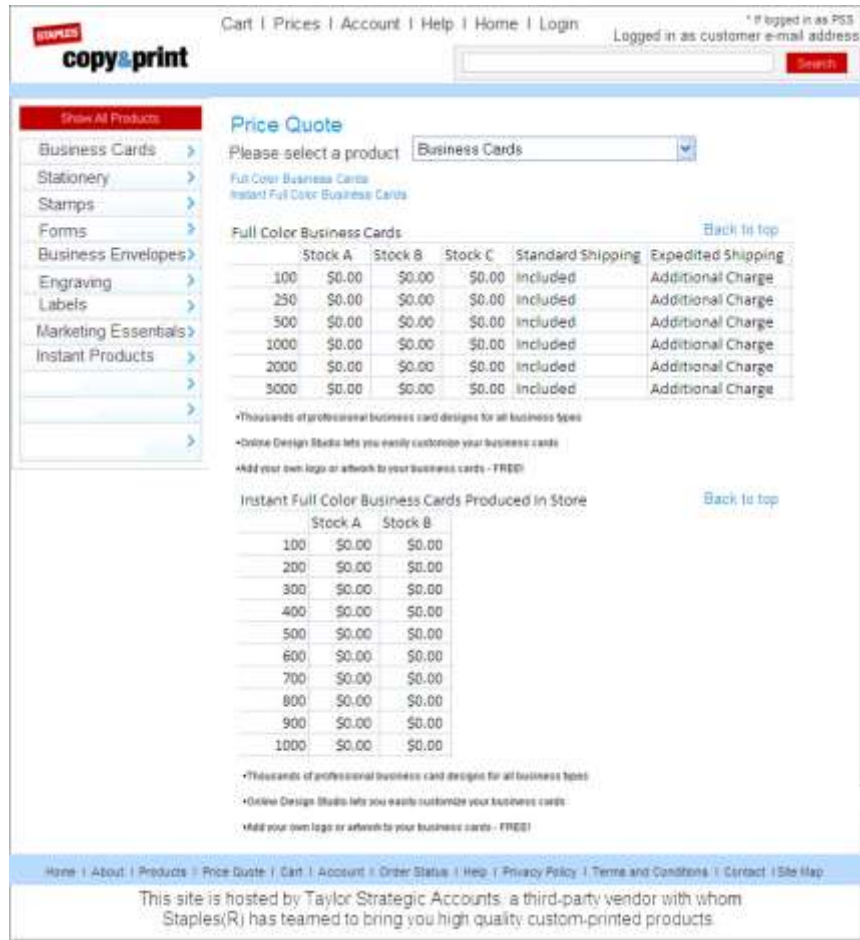 STAPLES
copy&print
Cart | Prices | Account | Help | Home | Login
* If logged in as PSS
Logged in as customer e-mail address
Search
Show All Products
Business Cards
Stationery
Stamps
Forms
Business Envelopes
Engraving
Labels
Marketing Essentials
Instant Products
Price Quote
Please select a product Business Cards
Full Color Business Cards
Instant Full Color Business Cards
Full Color Business Cards Back to top
Stock A Stock B Stock C Standard Shipping Expedited Shipping
100 $0.00 $0.00 $0.00 Included Additional Charge
250 $0.00 $0.00 $0.00 Included Additional Charge
500 $0.00 $0.00 $0.00 Included Additional Charge
1000 $0.00 $0.00 $0.00 Included Additional Charge
2000 $0.00 $0.00 $0.00 Included Additional Charge
3000 $0.00 $0.00 $0.00 Included Additional Charge
•Thousands of professional business card designs for all business types
•Online Design Studio lets you easily customize your business cards
•Add your own logo or artwork to your business cards - FREE!
Instant Full Color Business Cards Produced In Store Back to top
Stock A Stock B
100 $0.00 $0.00
200 $0.00 $0.00
300 $0.00 $0.00
400 $0.00 $0.00
500 $0.00 $0.00
600 $0.00 $0.00
700 $0.00 $0.00
800 $0.00 $0.00
900 $0.00 $0.00
1000 $0.00 $0.00
•Thousands of professional business card designs for all business types
•Online Design Studio lets you easily customize your business cards
•Add your own logo or artwork to your business cards - FREE!
Home | About | Products | Price Quote | Cart | Account | Order Status | Help | Privacy Policy | Terms and Conditions | Contact | Site Map
This site is hosted by Taylor Strategic Accounts, a third-party vendor with whom
Staples(R) has teamed to bring you high quality custom-printed products.